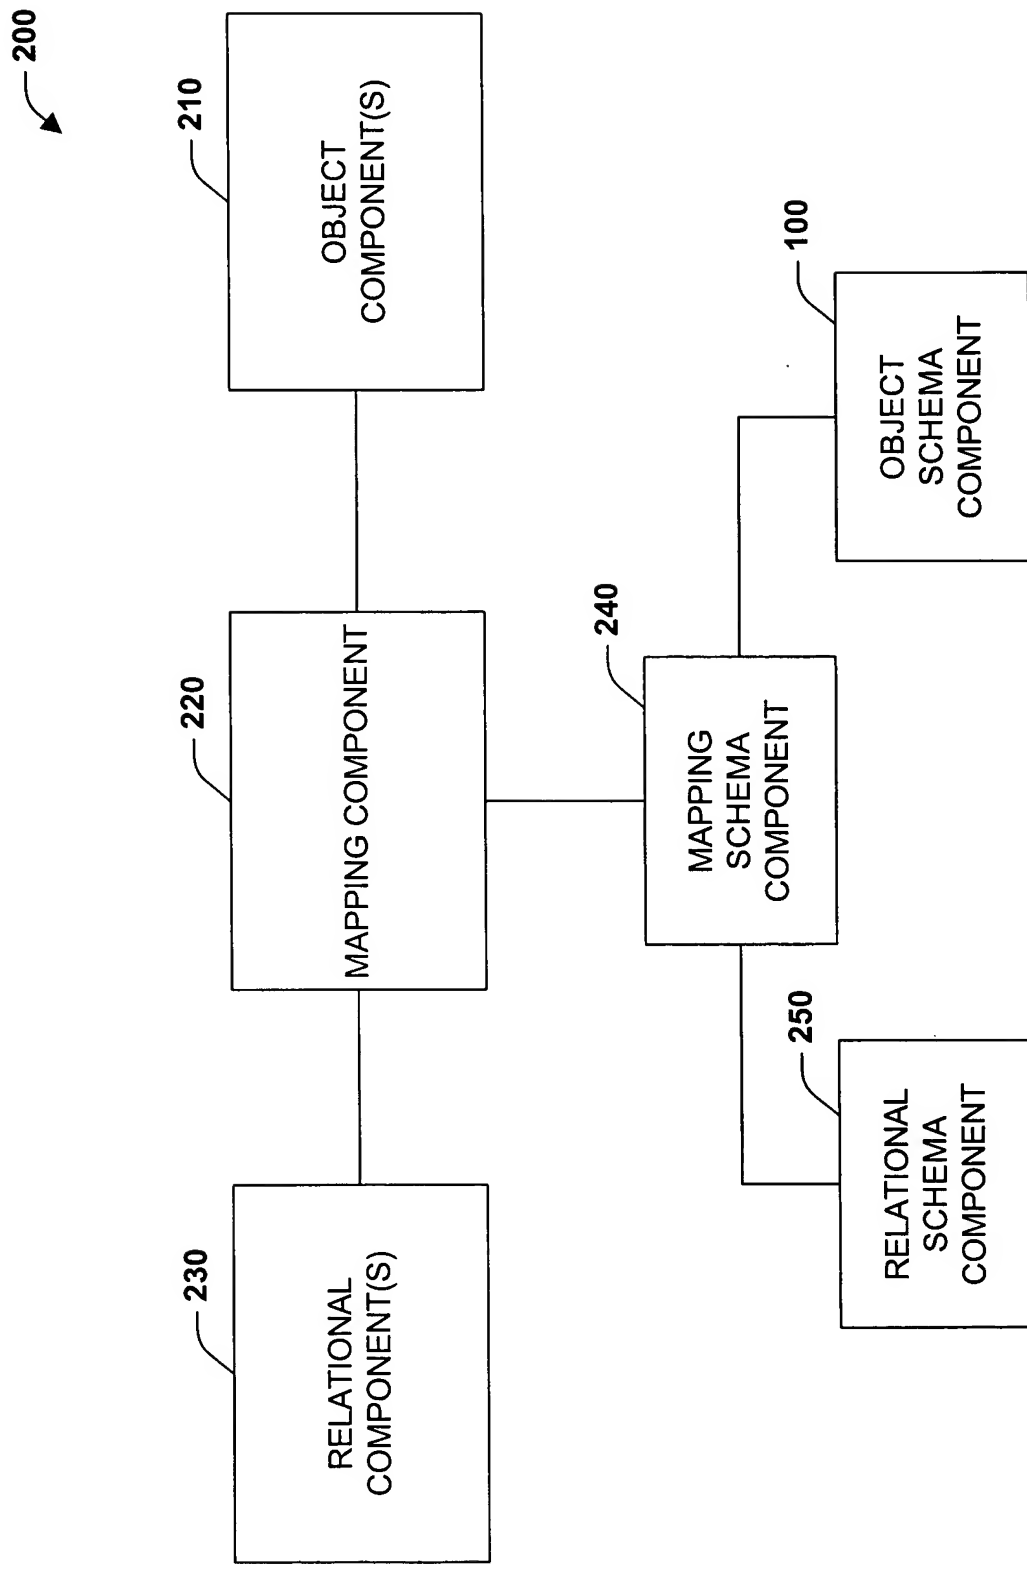 200
230
RELATIONAL
COMPONENT(S)
220
MAPPING COMPONENT
210
OBJECT
COMPONENT(S)
240
MAPPING
SCHEMA
COMPONENT
250
RELATIONAL
SCHEMA
COMPONENT
100
OBJECT
SCHEMA
COMPONENT